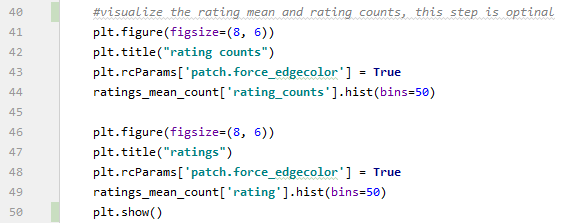 40 #visualize the rating mean and rating counts, this step is optinal
41 plt.figure(figsize=(8, 6))
42 plt.title("rating counts")
43 plt.rcParams['patch.force_edgecolor'] = True
44 ratings_mean_count['rating_counts'].hist(bins=50)
45
46 plt.figure(figsize=(8, 6))
47 plt.title("ratings")
48 plt.rcParams['patch.force_edgecolor'] = True
49 ratings_mean_count['rating'].hist(bins=50)
50 plt.show()